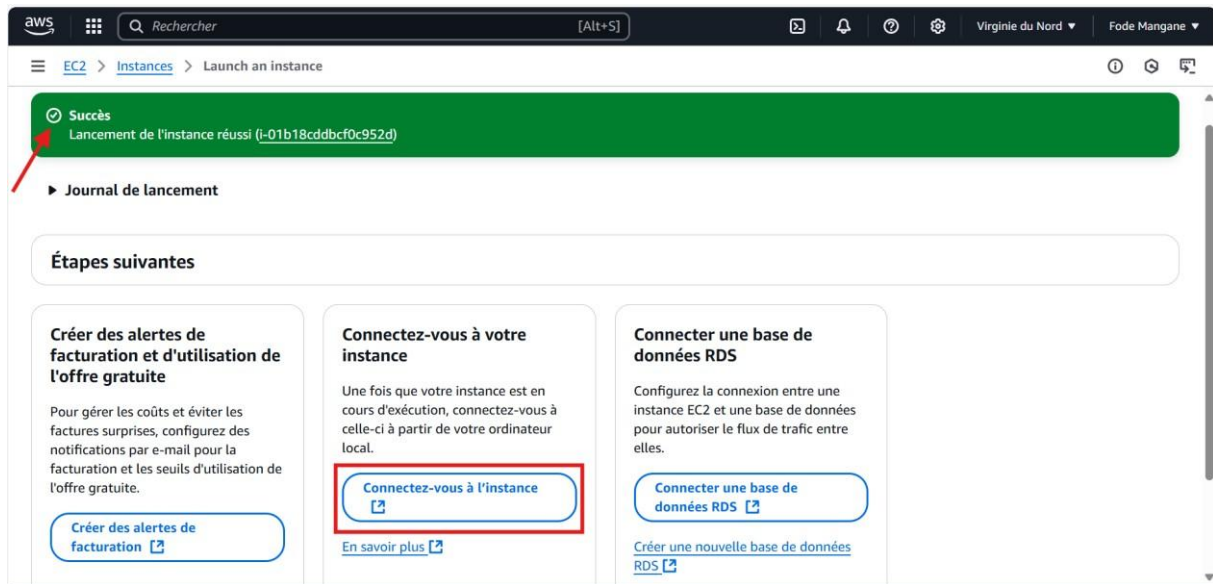 aws
Rechercher [Alt+S] Virginie du Nord ▼ Fode Mangane ▼
EC2 > Instances > Launch an instance
Succès
Lancement de l'instance réussi (i-01b18cddbcf0c952d)
Journal de lancement
Étapes suivantes
Créer des alertes de
facturation et d'utilisation de
l'offre gratuite
Pour gérer les coûts et éviter les
factures surprises, configurez des
notifications par e-mail pour la
facturation et les seuils d'utilisation de
l'offre gratuite.
Créer des alertes de
facturation
Connectez-vous à votre
instance
Une fois que votre instance est en
cours d'exécution, connectez-vous à
celle-ci à partir de votre ordinateur
local.
Connectez-vous à l'instance
En savoir plus
Connecter une base de
données RDS
Configurez la connexion entre une
instance EC2 et une base de données
pour autoriser le flux de trafic entre
elles.
Connecter une base de
données RDS
Créer une nouvelle base de données
RDS